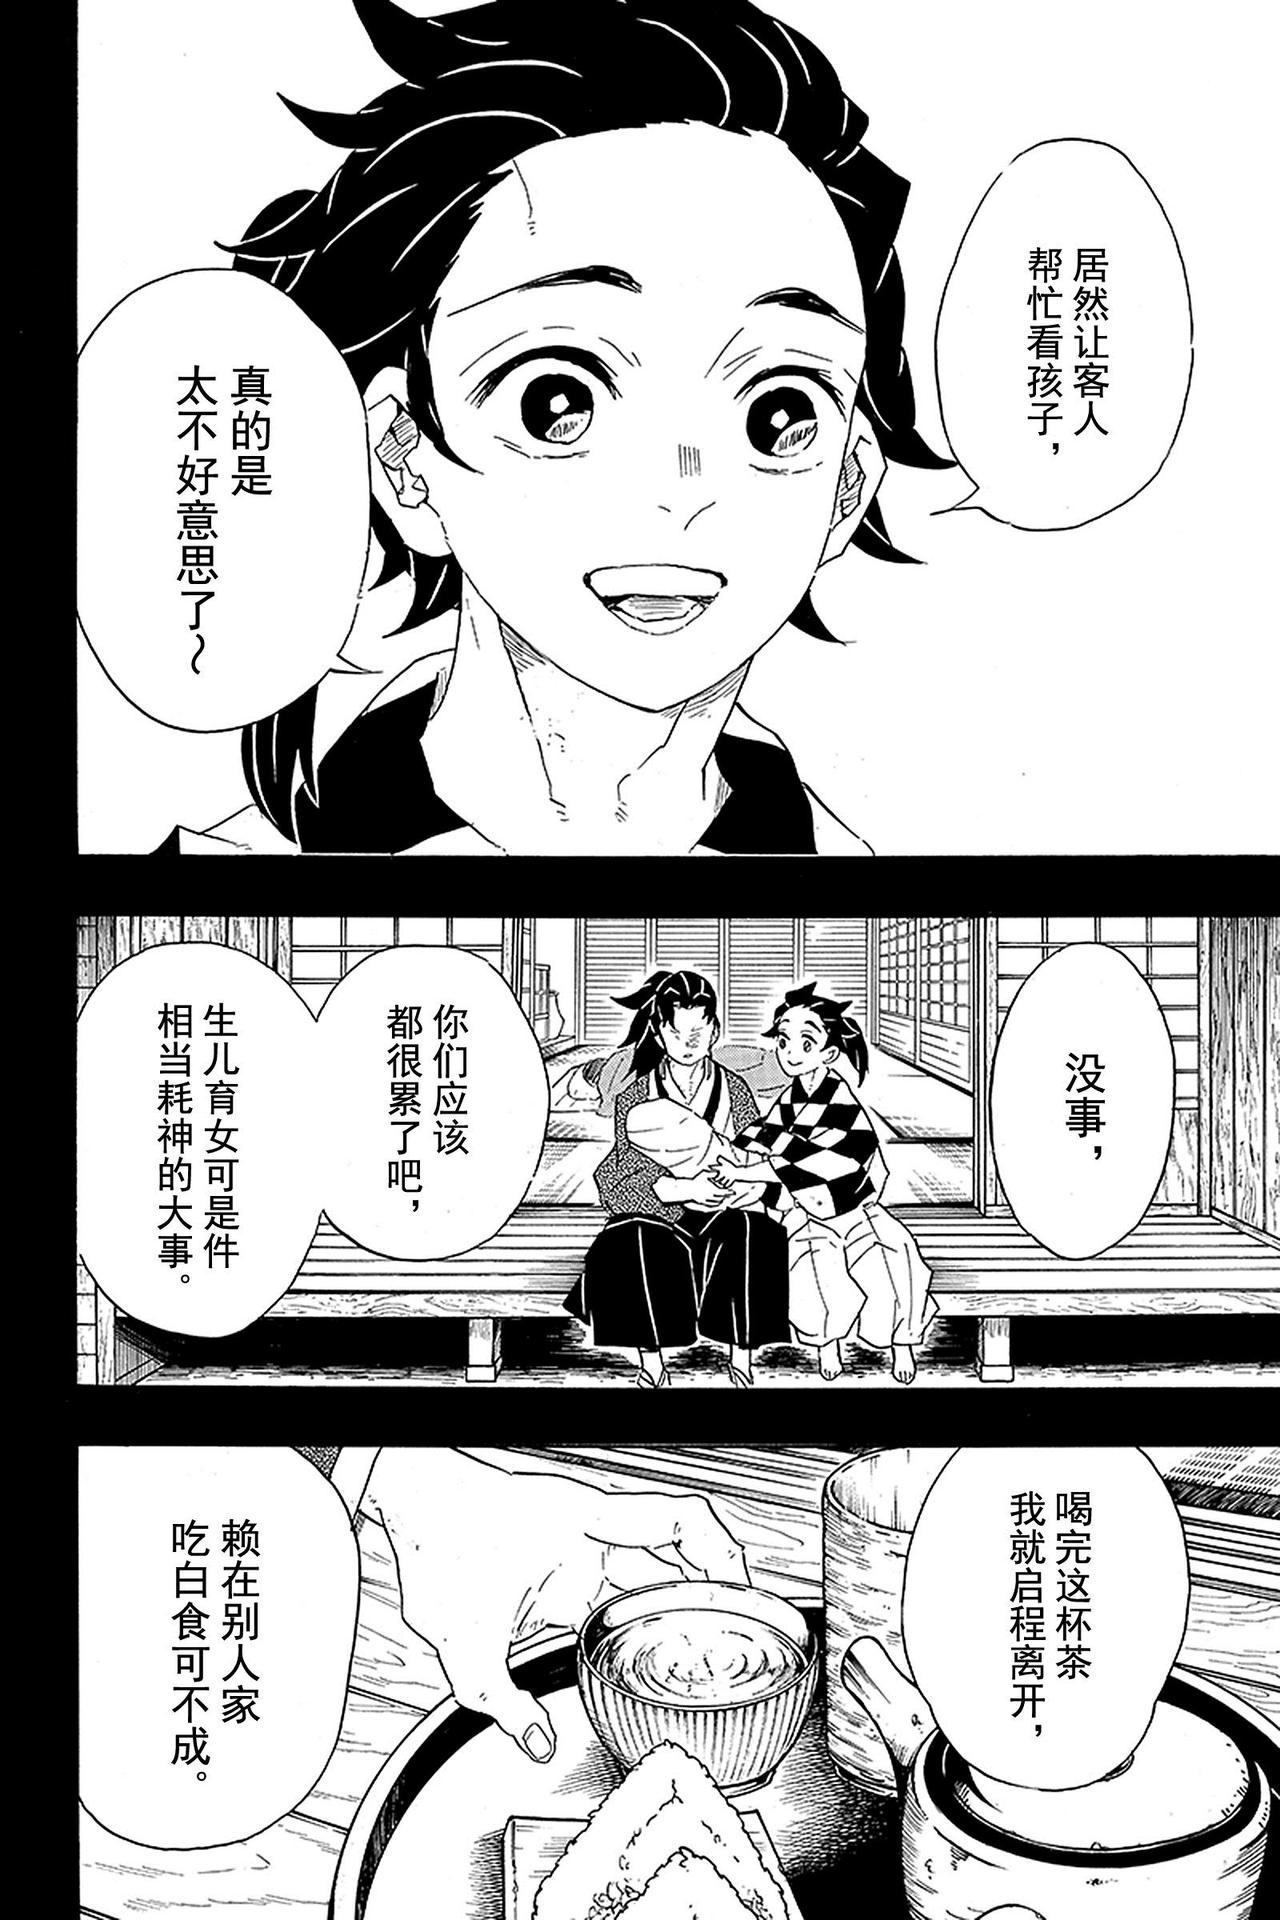 居然让客人
帮忙看孩子，
真的是
太不好意思了~
没事，
你们应该
都很累了吧，
生儿育女可是件
相当耗神的大事。
喝完这杯茶
我就启程离开，
赖在别人家
吃白食可不成。